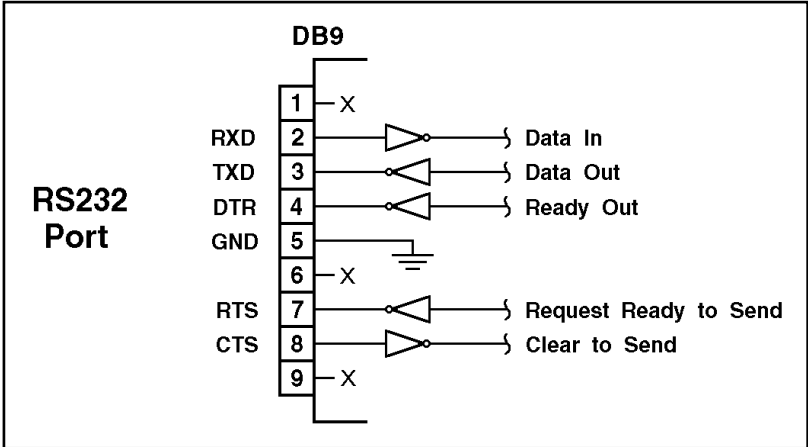 DB9
1 X
RXD 2 Data In
TXD 3 Data Out
DTR 4 Ready Out
RS232
Port
GND 5
6 X
RTS 7 Request Ready to Send
CTS 8 Clear to Send
9 X